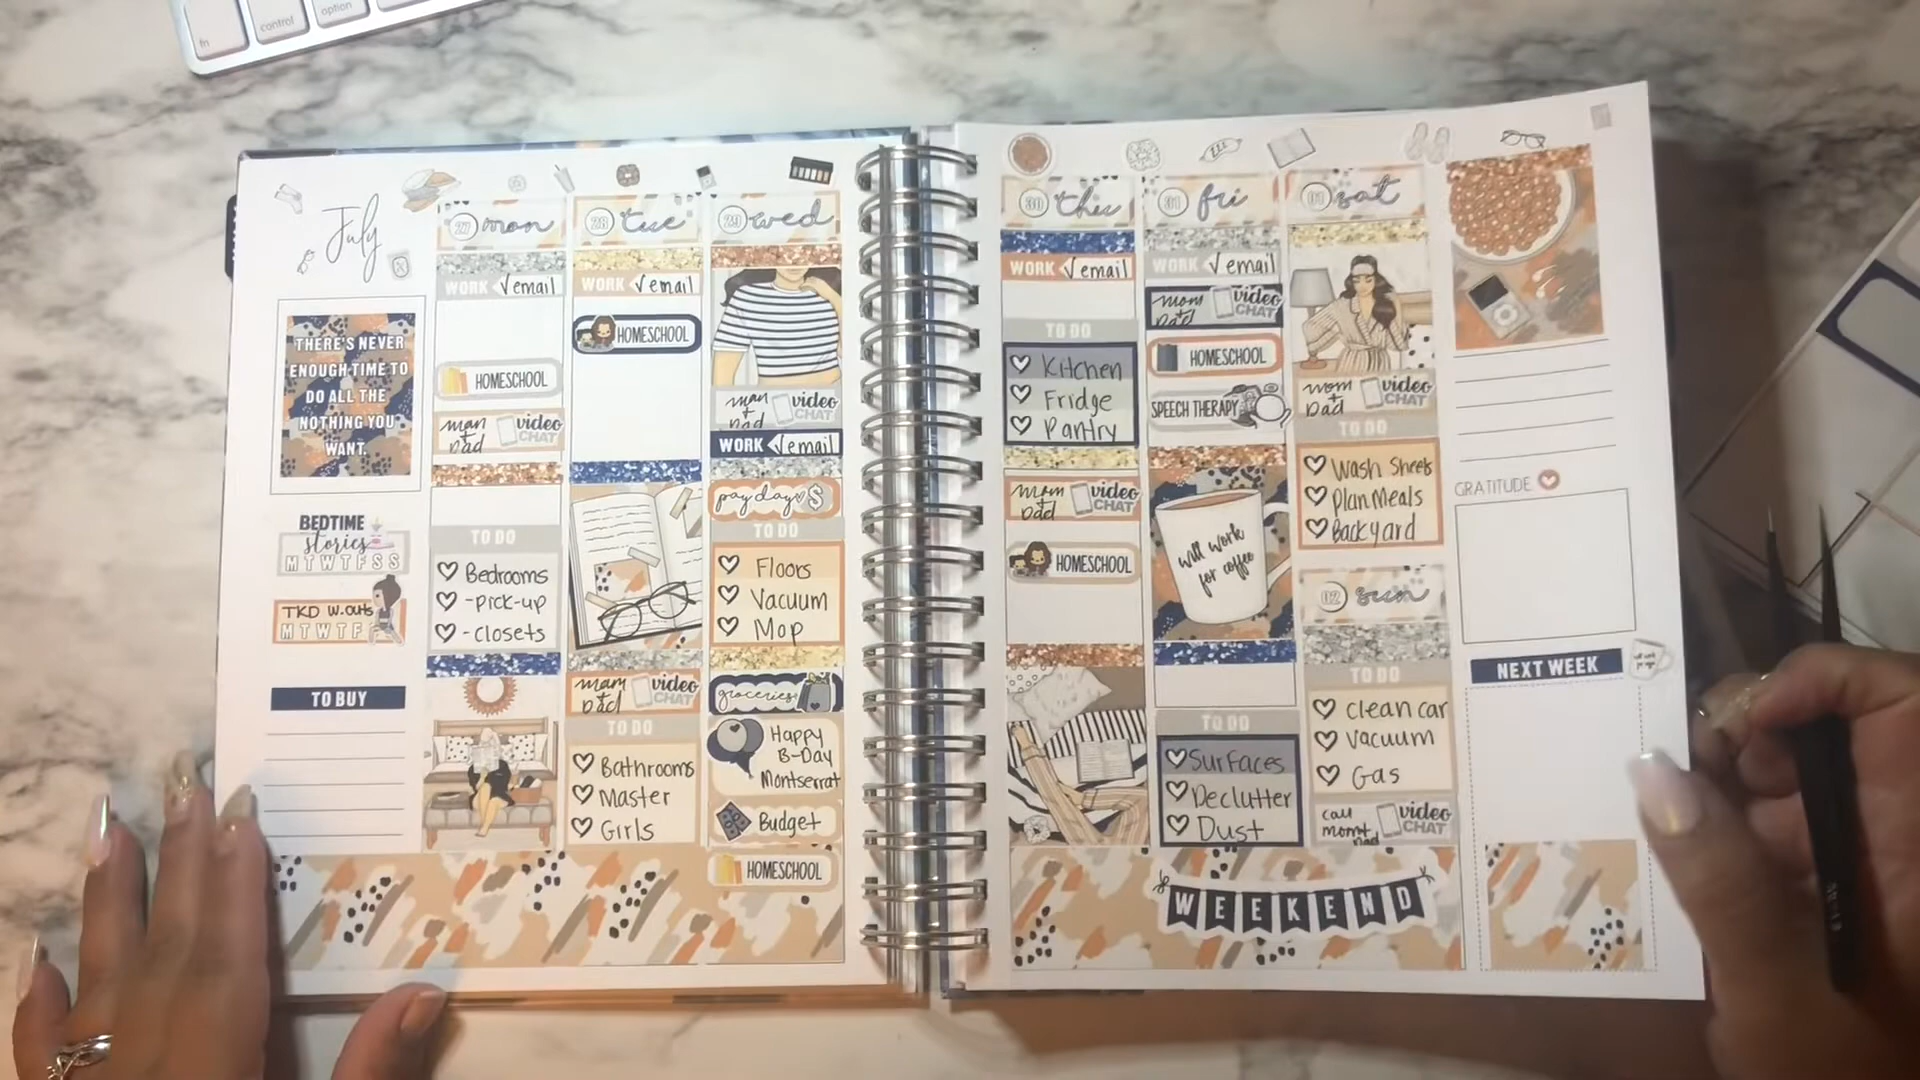 fn
control
option
July
THERE'S NEVER
ENOUGH TIME TO
DO ALL THE
NOTHING YOU
WANT.
BEDTIME
stories
M T W T F S S
TKD W.outs
M T W T F
TO BUY
27 mon
WORK √email
HOMESCHOOL
mom
+
Dad
video
CHAT
TO DO
Bedrooms
-pick-up
-closets
28 tue
WORK √email
HOMESCHOOL
mom
+
Dad
video
CHAT
TO DO
Bathrooms
Master
Girls
29 wed
mom
+
Dad
video
CHAT
WORK √email
pay day $
TO DO
Floors
Vacuum
Mop
groceries
Happy
B-Day
Montserrat
Budget
HOMESCHOOL
30 thu
WORK √email
TO DO
Kitchen
Fridge
Pantry
mom
+
Dad
video
CHAT
HOMESCHOOL
31 fri
WORK √email
mom
+
Dad
video
CHAT
HOMESCHOOL
SPEECH THERAPY
will work
for coffee
TO DO
Surfaces
Declutter
Dust
01 sat
mom
+
Dad
video
CHAT
TO DO
Wash Sheets
Plan Meals
Backyard
02 sun
TO DO
clean car
vacuum
Gas
call
mom+
Dad
video
CHAT
WEEKEND
GRATITUDE
NEXT WEEK